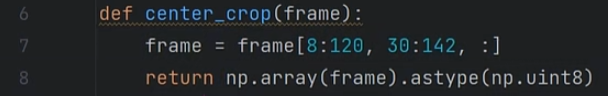 6 def center_crop(frame):
7     frame = frame[8:120, 30:142, :]
8     return np.array(frame).astype(np.uint8)